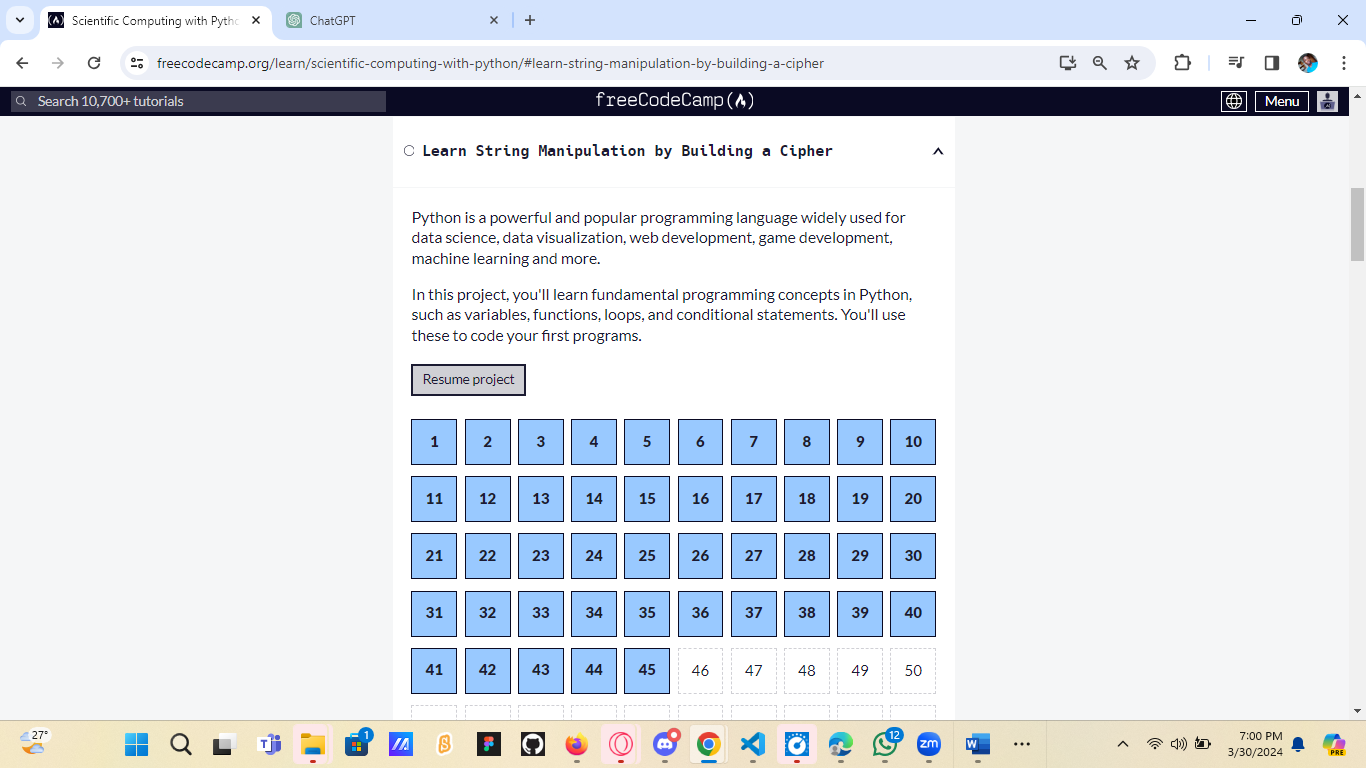 Scientific Computing with Pytho
ChatGPT
freecodecamp.org/learn/scientific-computing-with-python/#learn-string-manipulation-by-building-a-cipher
Search 10,700+ tutorials
freeCodeCamp
Menu
Learn String Manipulation by Building a Cipher
Python is a powerful and popular programming language widely used for
data science, data visualization, web development, game development,
machine learning and more.
In this project, you'll learn fundamental programming concepts in Python,
such as variables, functions, loops, and conditional statements. You'll use
these to code your first programs.
Resume project
1 2 3 4 5 6 7 8 9 10
11 12 13 14 15 16 17 18 19 20
21 22 23 24 25 26 27 28 29 30
31 32 33 34 35 36 37 38 39 40
41 42 43 44 45 46 47 48 49 50
27°
1
12
zm
PRE
7:00 PM
3/30/2024